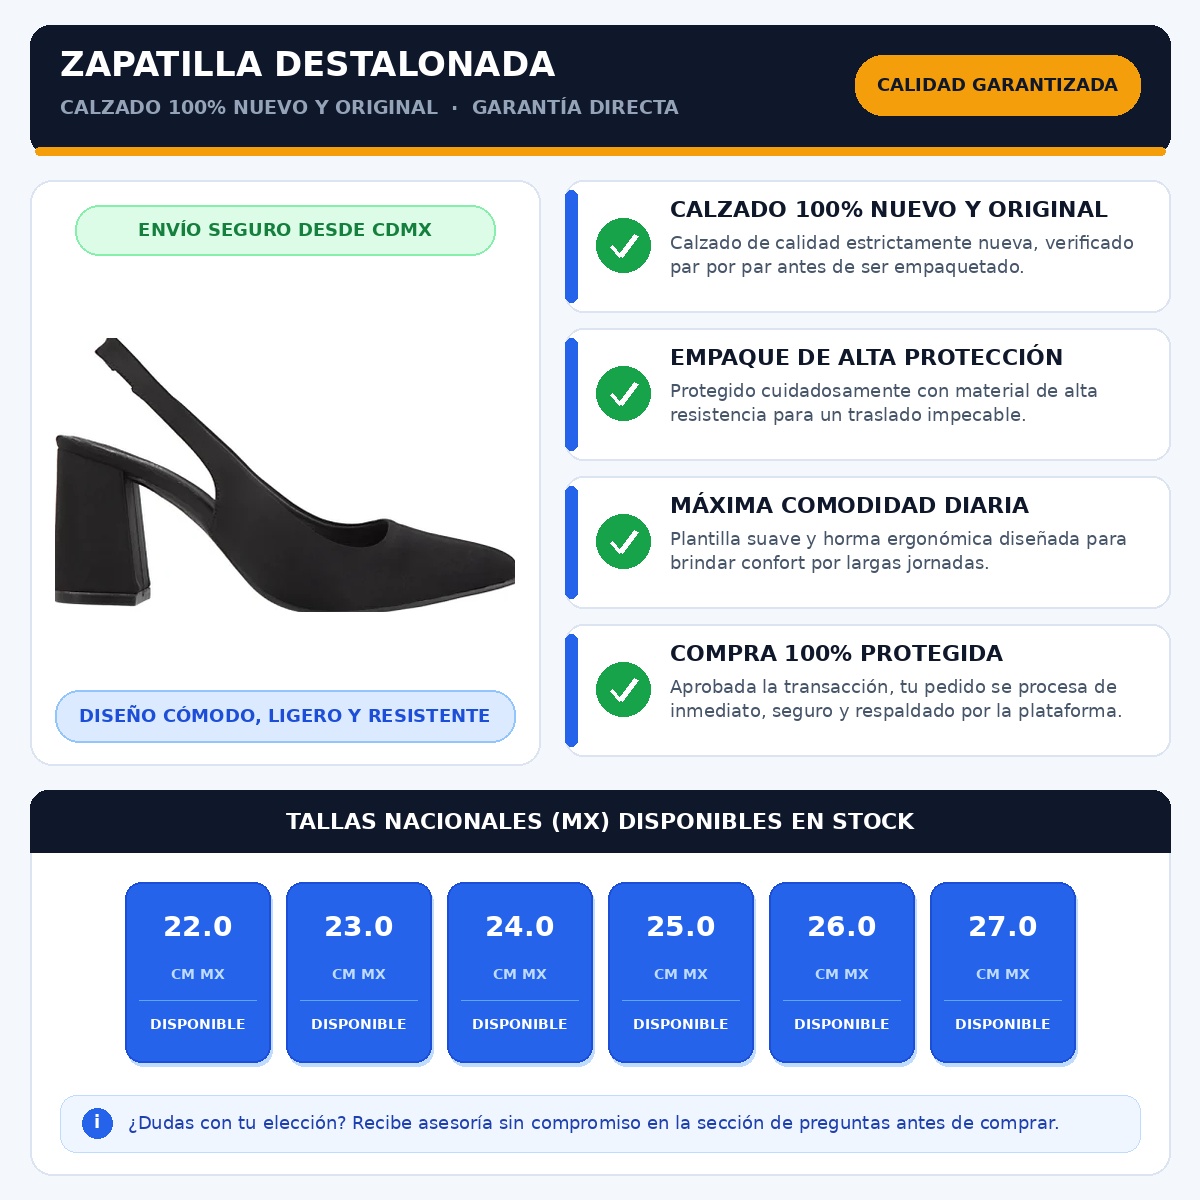 ZAPATILLA DESTALONADA
CALZADO 100% NUEVO Y ORIGINAL · GARANTÍA DIRECTA
CALIDAD GARANTIZADA
ENVÍO SEGURO DESDE CDMX
DISEÑO CÓMODO, LIGERO Y RESISTENTE
CALZADO 100% NUEVO Y ORIGINAL
Calzado de calidad estrictamente nueva, verificado
par por par antes de ser empaquetado.
EMPAQUE DE ALTA PROTECCIÓN
Protegido cuidadosamente con material de alta
resistencia para un traslado impecable.
MÁXIMA COMODIDAD DIARIA
Plantilla suave y horma ergonómica diseñada para
brindar confort por largas jornadas.
COMPRA 100% PROTEGIDA
Aprobada la transacción, tu pedido se procesa de
inmediato, seguro y respaldado por la plataforma.
TALLAS NACIONALES (MX) DISPONIBLES EN STOCK
22.0
CM MX
DISPONIBLE
23.0
CM MX
DISPONIBLE
24.0
CM MX
DISPONIBLE
25.0
CM MX
DISPONIBLE
26.0
CM MX
DISPONIBLE
27.0
CM MX
DISPONIBLE
i ¿Dudas con tu elección? Recibe asesoría sin compromiso en la sección de preguntas antes de comprar.